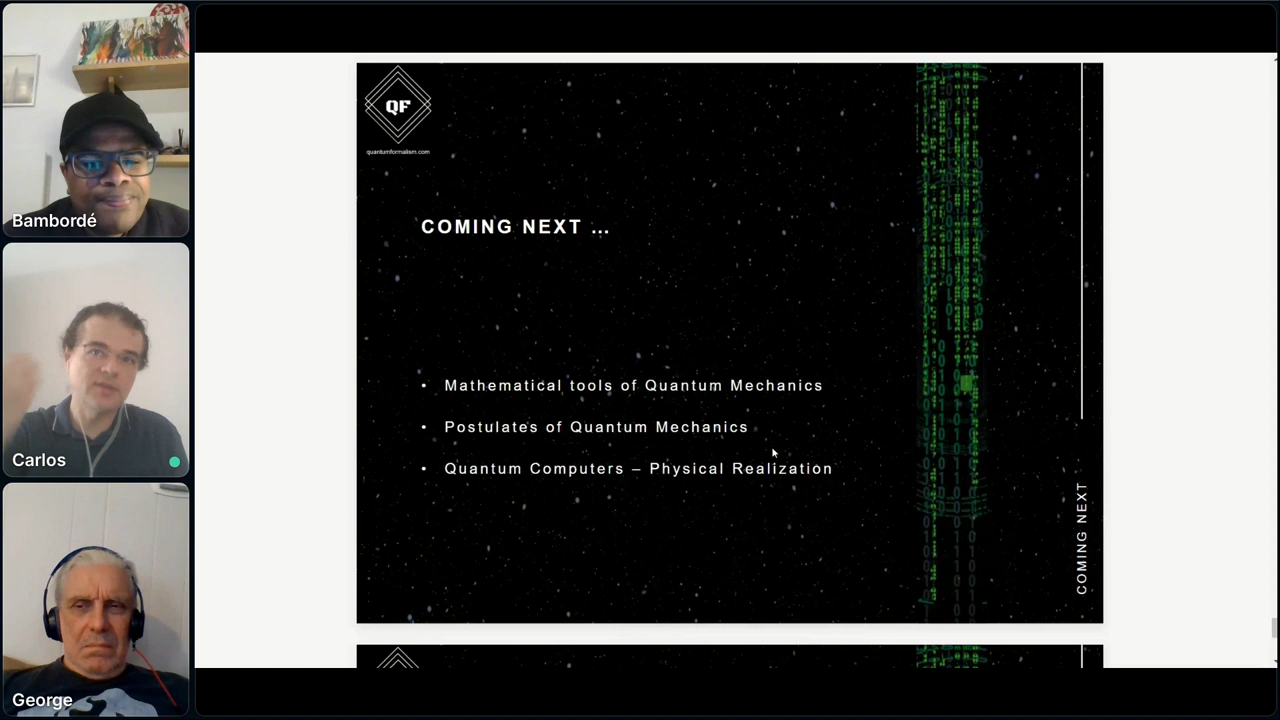 Bambordé
Carlos
George
QF
quantumformalism.com
COMING NEXT ...
• Mathematical tools of Quantum Mechanics
• Postulates of Quantum Mechanics
• Quantum Computers – Physical Realization
COMING NEXT